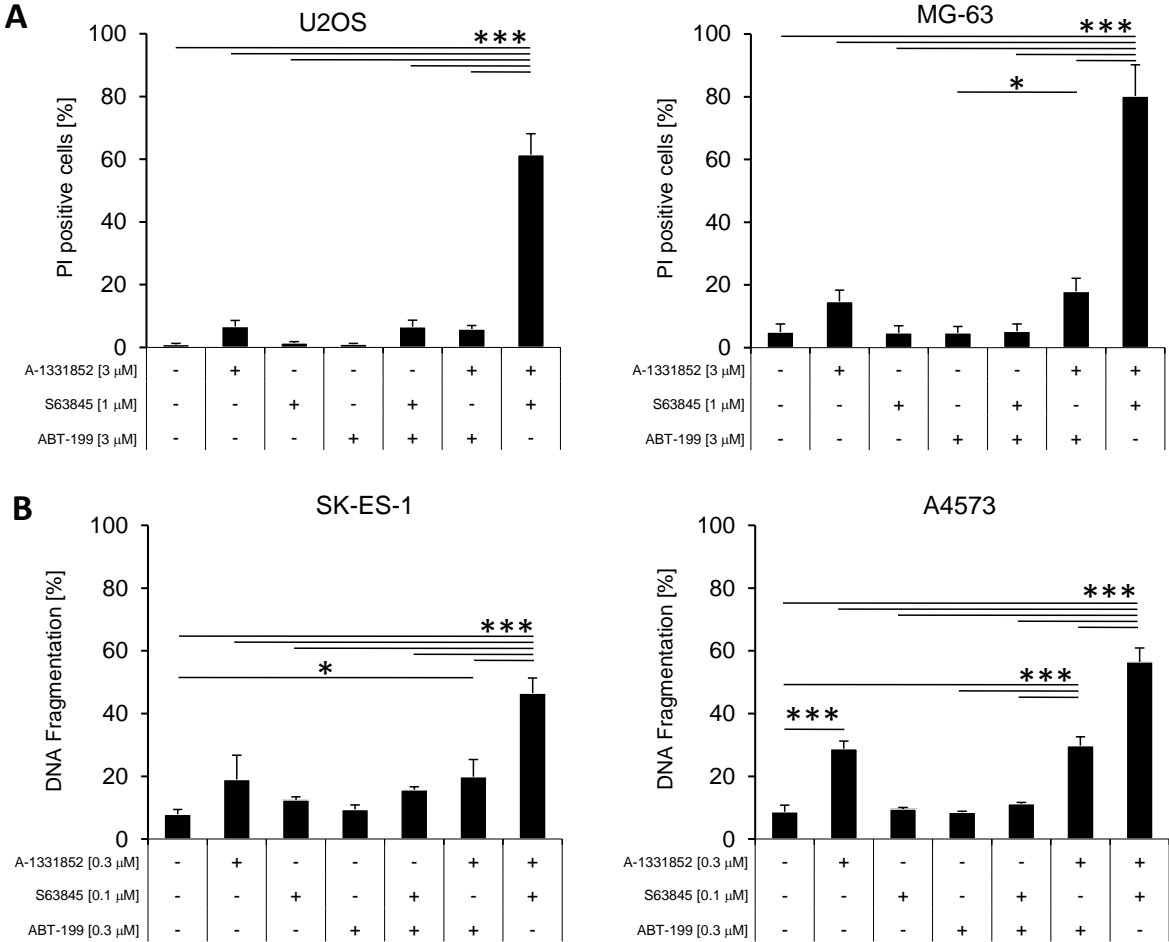 A
U2OS
MG-63
***
***
*
PI positive cells [%]
PI positive cells [%]
100
80
60
40
20
0
100
80
60
40
20
0
A-1331852 [3 μM] - + - - - + +
S63845 [1 μM] - - + - + - +
ABT-199 [3 μM] - - - + + + -
A-1331852 [3 μM] - + - - - + +
S63845 [1 μM] - - + - + - +
ABT-199 [3 μM] - - - + + + -
B
SK-ES-1
A4573
***
*
***
***
***
DNA Fragmentation [%]
DNA Fragmentation [%]
100
80
60
40
20
0
100
80
60
40
20
0
A-1331852 [0.3 μM] - + - - - + +
S63845 [0.1 μM] - - + - + - +
ABT-199 [0.3 μM] - - - + + + -
A-1331852 [0.3 μM] - + - - - + +
S63845 [0.1 μM] - - + - + - +
ABT-199 [0.3 μM] - - - + + + -